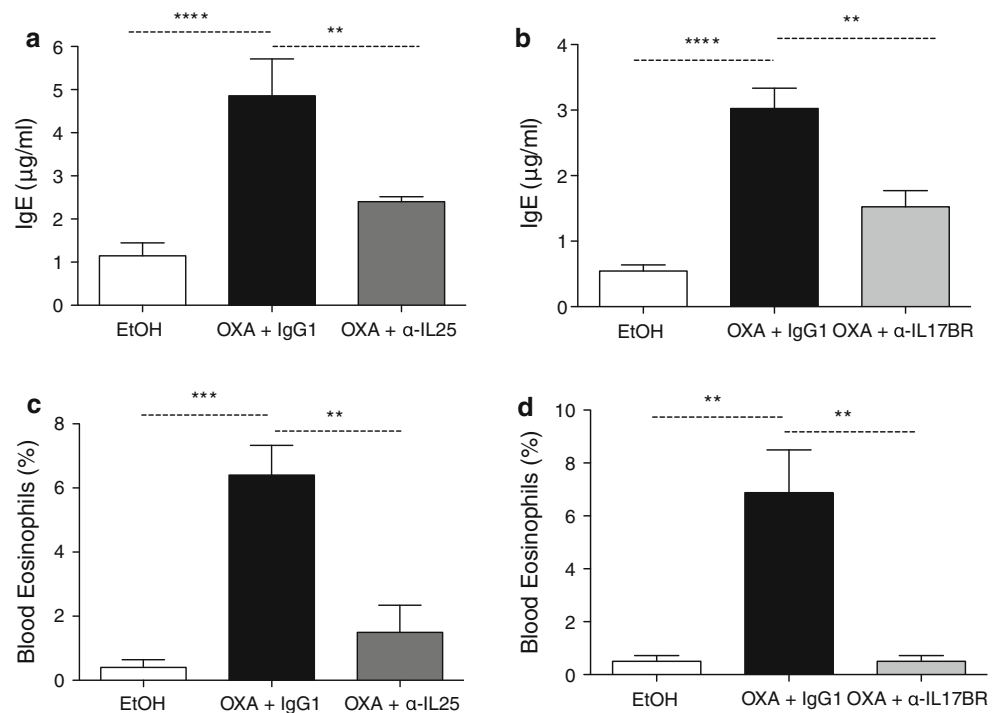 a
****
**
IgE (µg/ml)
6
5
4
3
2
1
0
EtOH
OXA + IgG1
OXA + α-IL25
b
****
**
IgE (µg/ml)
4
3
2
1
0
EtOH
OXA + IgG1
OXA + α-IL17BR
c
***
**
Blood Eosinophils (%)
8
6
4
2
0
EtOH
OXA + IgG1
OXA + α-IL25
d
**
**
Blood Eosinophils (%)
10
8
6
4
2
0
EtOH
OXA + IgG1
OXA + α-IL17BR